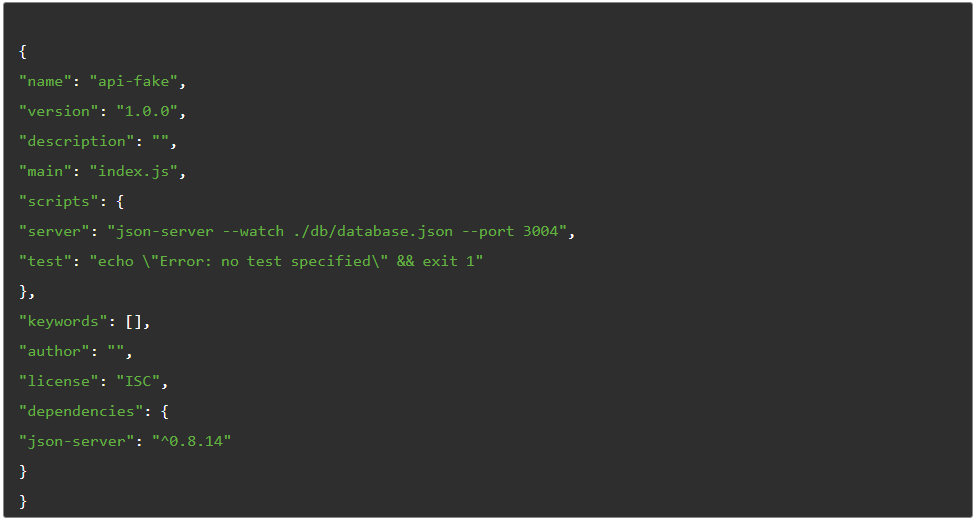 {
"name": "api-fake",
"version": "1.0.0",
"description": "",
"main": "index.js",
"scripts": {
"server": "json-server --watch ./db/database.json --port 3004",
"test": "echo \"Error: no test specified\" && exit 1"
},
"keywords": [],
"author": "",
"license": "ISC",
"dependencies": {
"json-server": "^0.8.14"
}
}